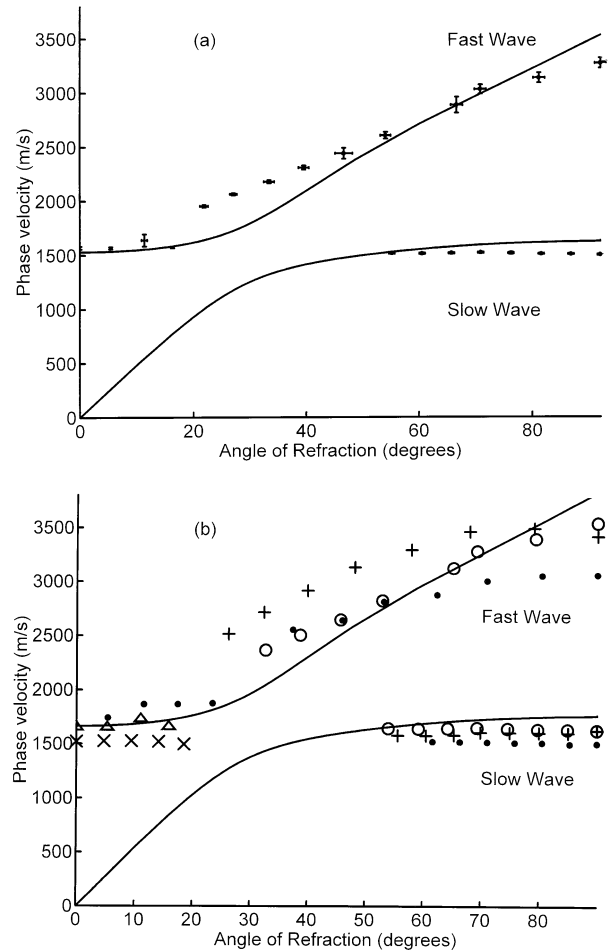 (a)
Fast Wave
3500
3000
2500
2000
1500
1000
500
0
Phase velocity (m/s)
Slow Wave
0 20 40 60 80
Angle of Refraction (degrees)
(b)
3500
3000
2500
2000
1500
1000
500
0
Phase velocity (m/s)
Fast Wave
Slow Wave
0 10 20 30 40 50 60 70 80
Angle of Refraction (degrees)